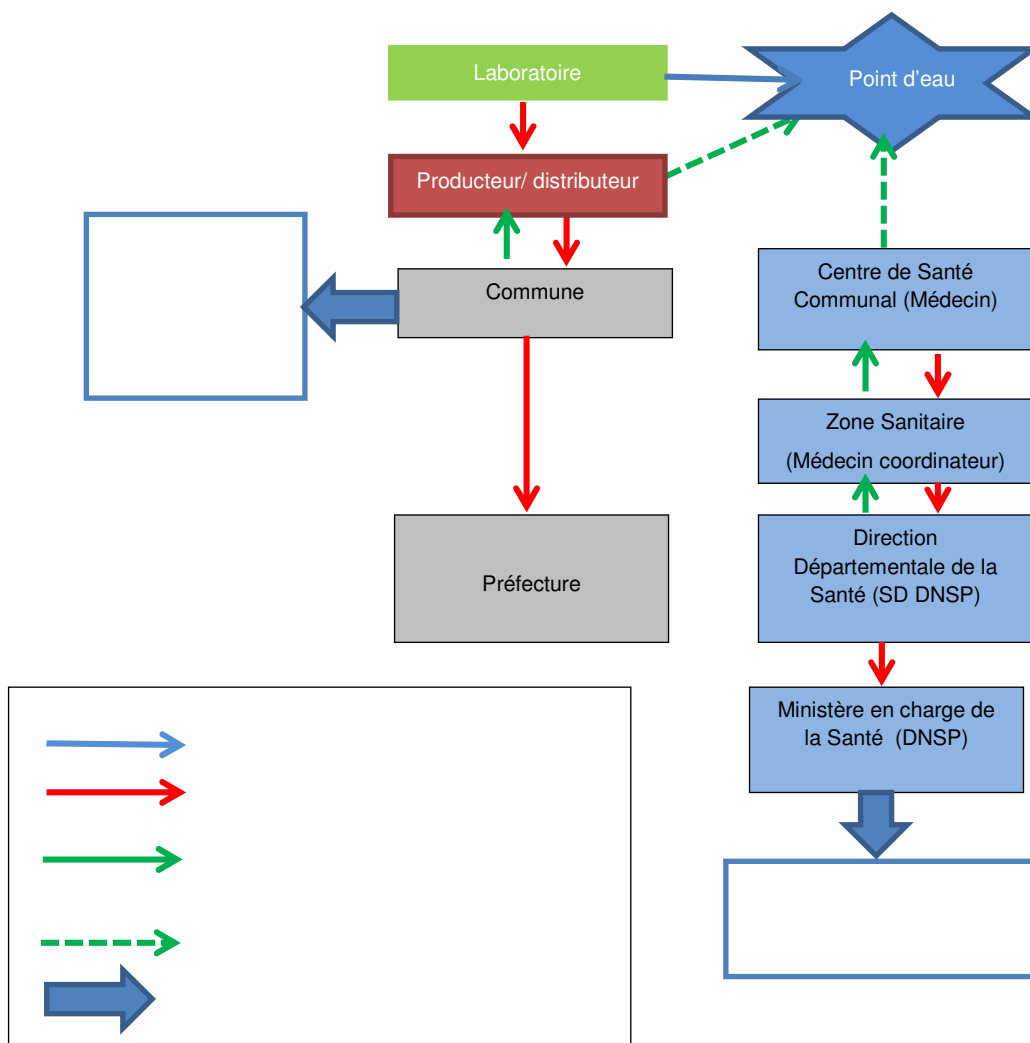 Laboratoire
Point d'eau
Producteur/ distributeur
Commune
Centre de Santé
Communal (Médecin)
Zone Sanitaire
(Médecin coordinateur)
Direction
Départementale de la
Santé (SD DNSP)
Préfecture
Ministère en charge de
la Santé (DNSP)